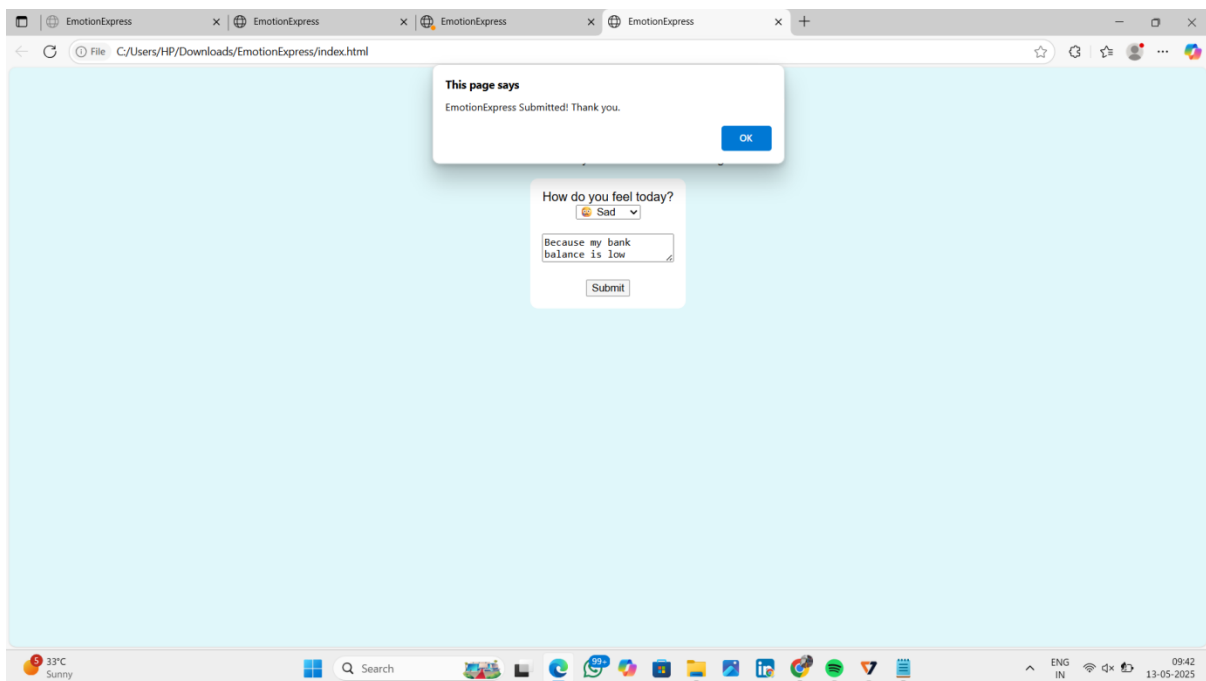 EmotionExpress
EmotionExpress
EmotionExpress
EmotionExpress
File C:/Users/HP/Downloads/EmotionExpress/index.html
This page says
EmotionExpress Submitted! Thank you.
OK
How do you feel today?
Sad
Because my bank
balance is low
Submit
5
33°C
Sunny
Search
99+
ENG
IN
09:42
13-05-2025